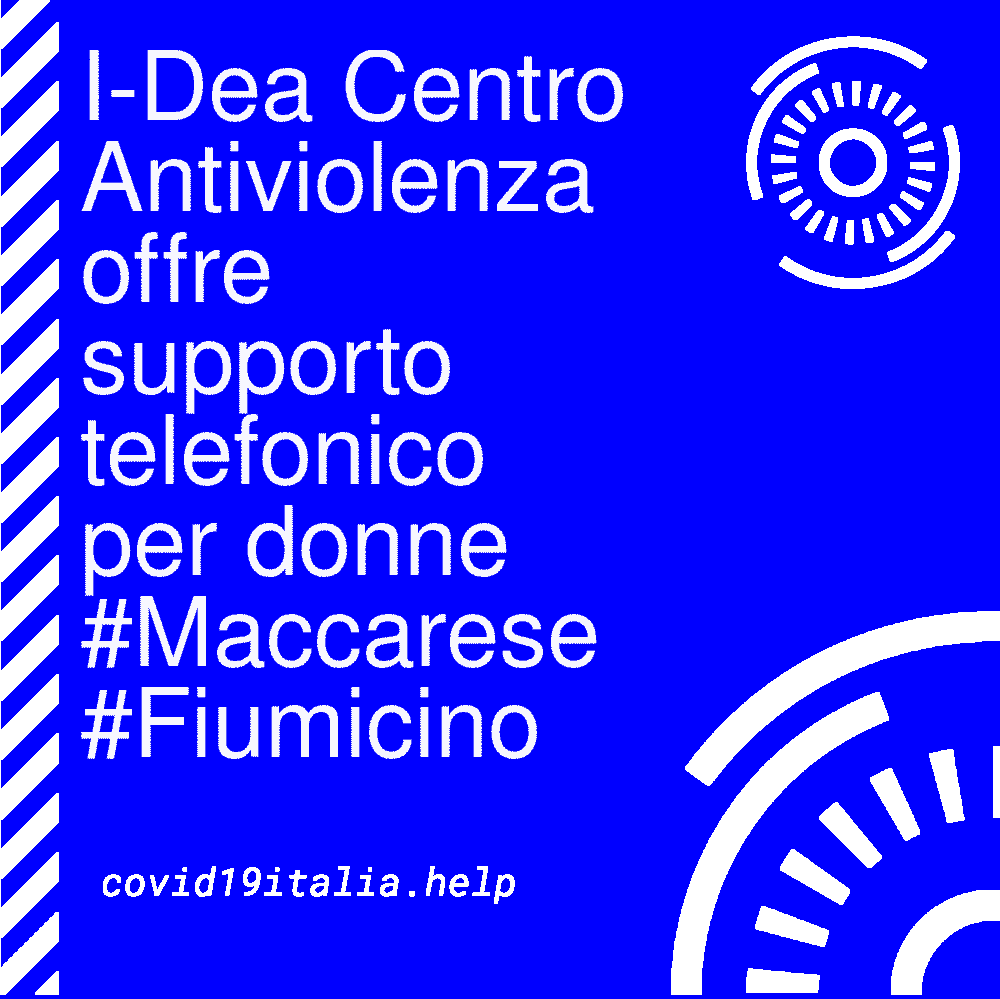 I-Dea Centro
Antiviolenza
offre
supporto
telefonico
per donne
#Maccarese
#Fiumicino
covid19italia.help